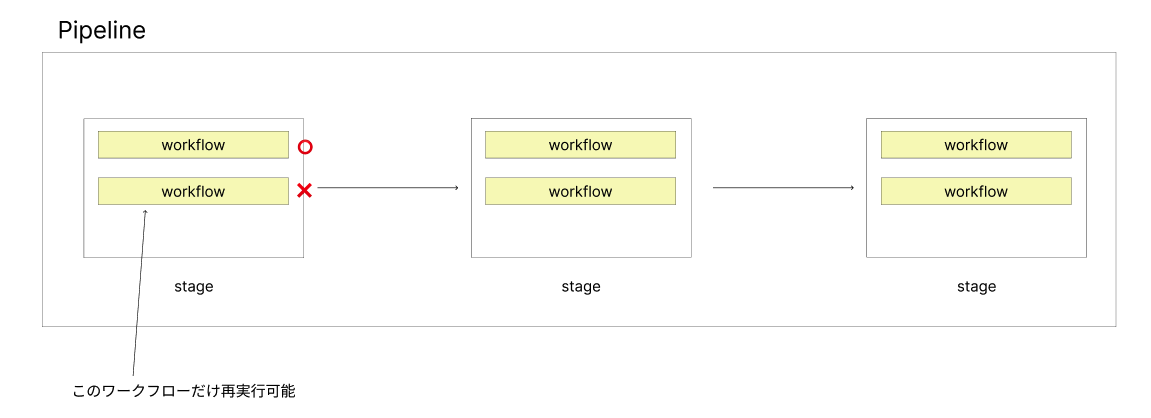 Pipeline
workflow
workflow
workflow
workflow
workflow
workflow
stage
stage
stage
このワークフローだけ再実行可能